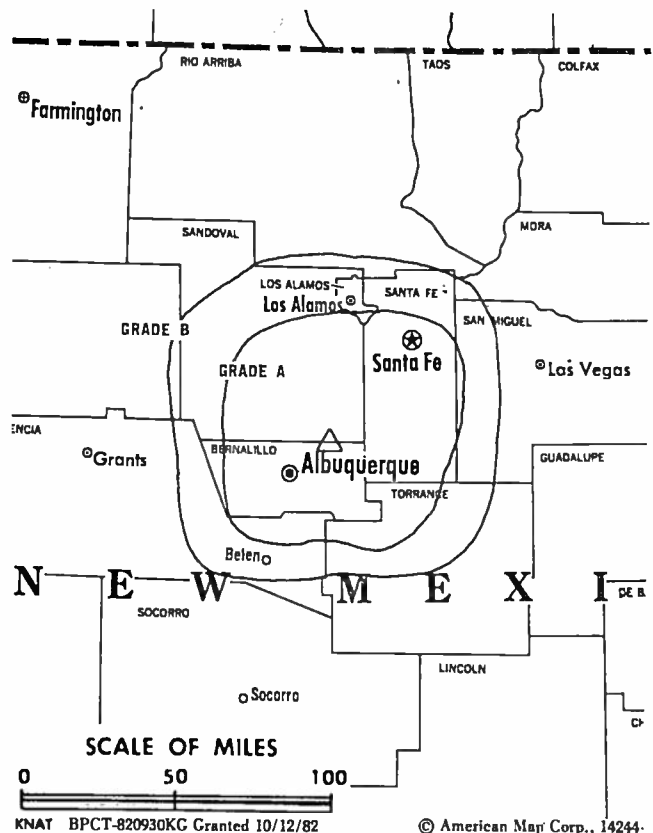 RIO ARRIBA
TAOS
COLFAX
Farmington
SANDOVAL
MORA
LOS ALAMOS
Los Alamos
SANTA FE
GRADE B
SAN MIGUEL
GRADE A
Santa Fe
Las Vegas
ENCIA
BERNALILLO
Grants
Albuquerque
GUADALUPE
TORRANCE
Belen
N E W M E X I
DE B
SOCORRO
LINCOLN
Socorro
CH
SCALE OF MILES
0 50 100
KNAT BPCT-820930KG Granted 10/12/82
© American Map Corp., 14244-